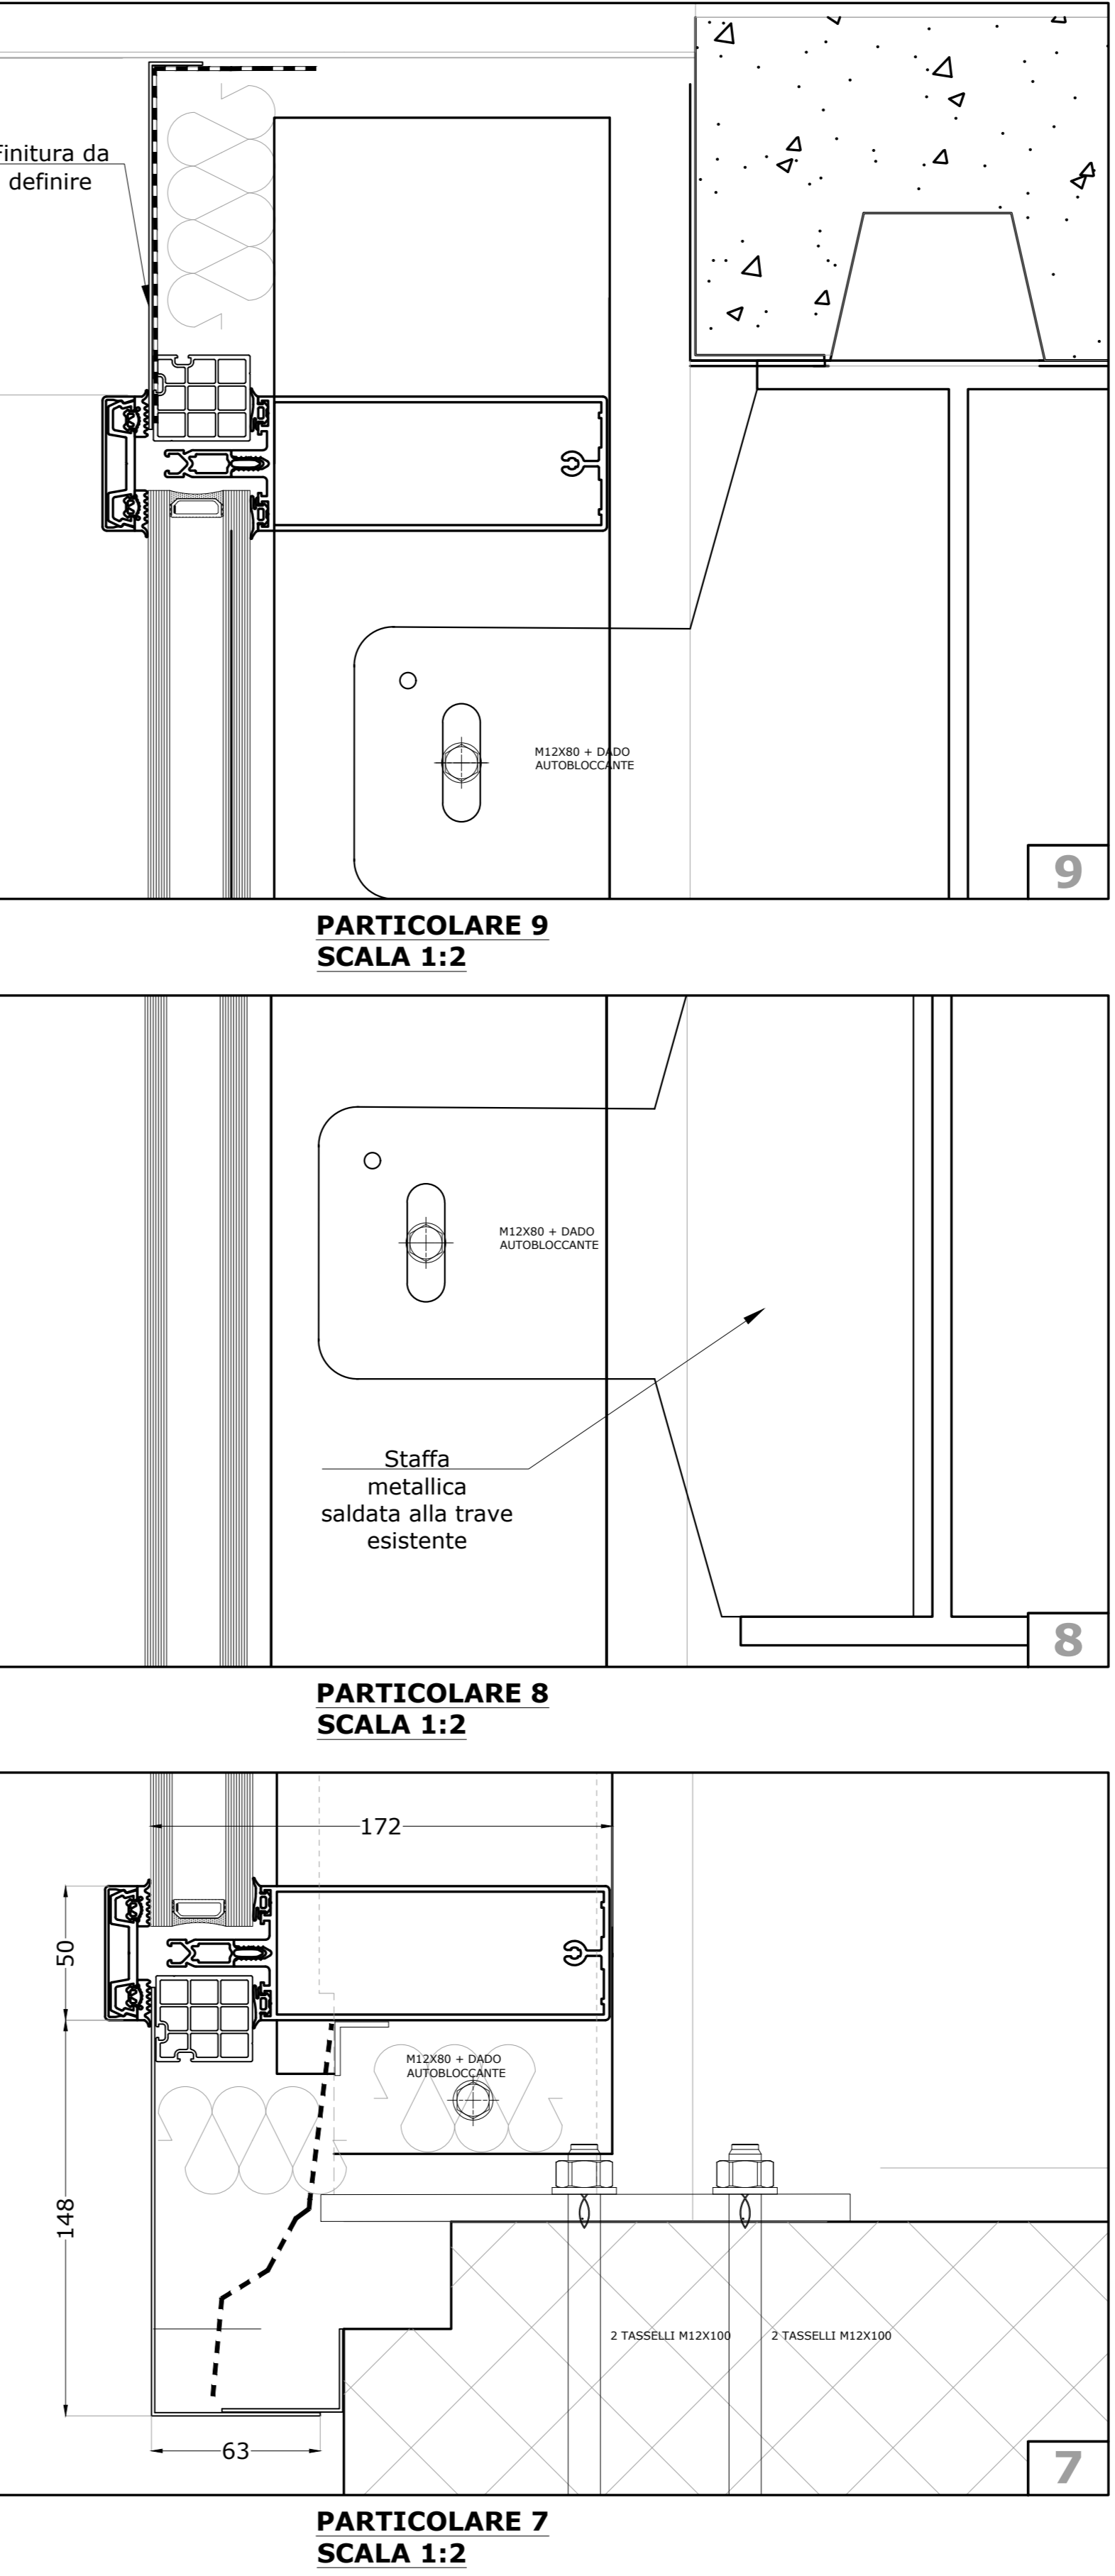 Finitura da
definire
M12X80 + DADO
AUTOBLOCCANTE
9
PARTICOLARE 9
SCALA 1:2
M12X80 + DADO
AUTOBLOCCANTE
Staffa
metallica
saldata alla trave
esistente
8
PARTICOLARE 8
SCALA 1:2
172
50
M12X80 + DADO
AUTOBLOCCANTE
148
2 TASSELLI M12X100
2 TASSELLI M12X100
63
7
PARTICOLARE 7
SCALA 1:2